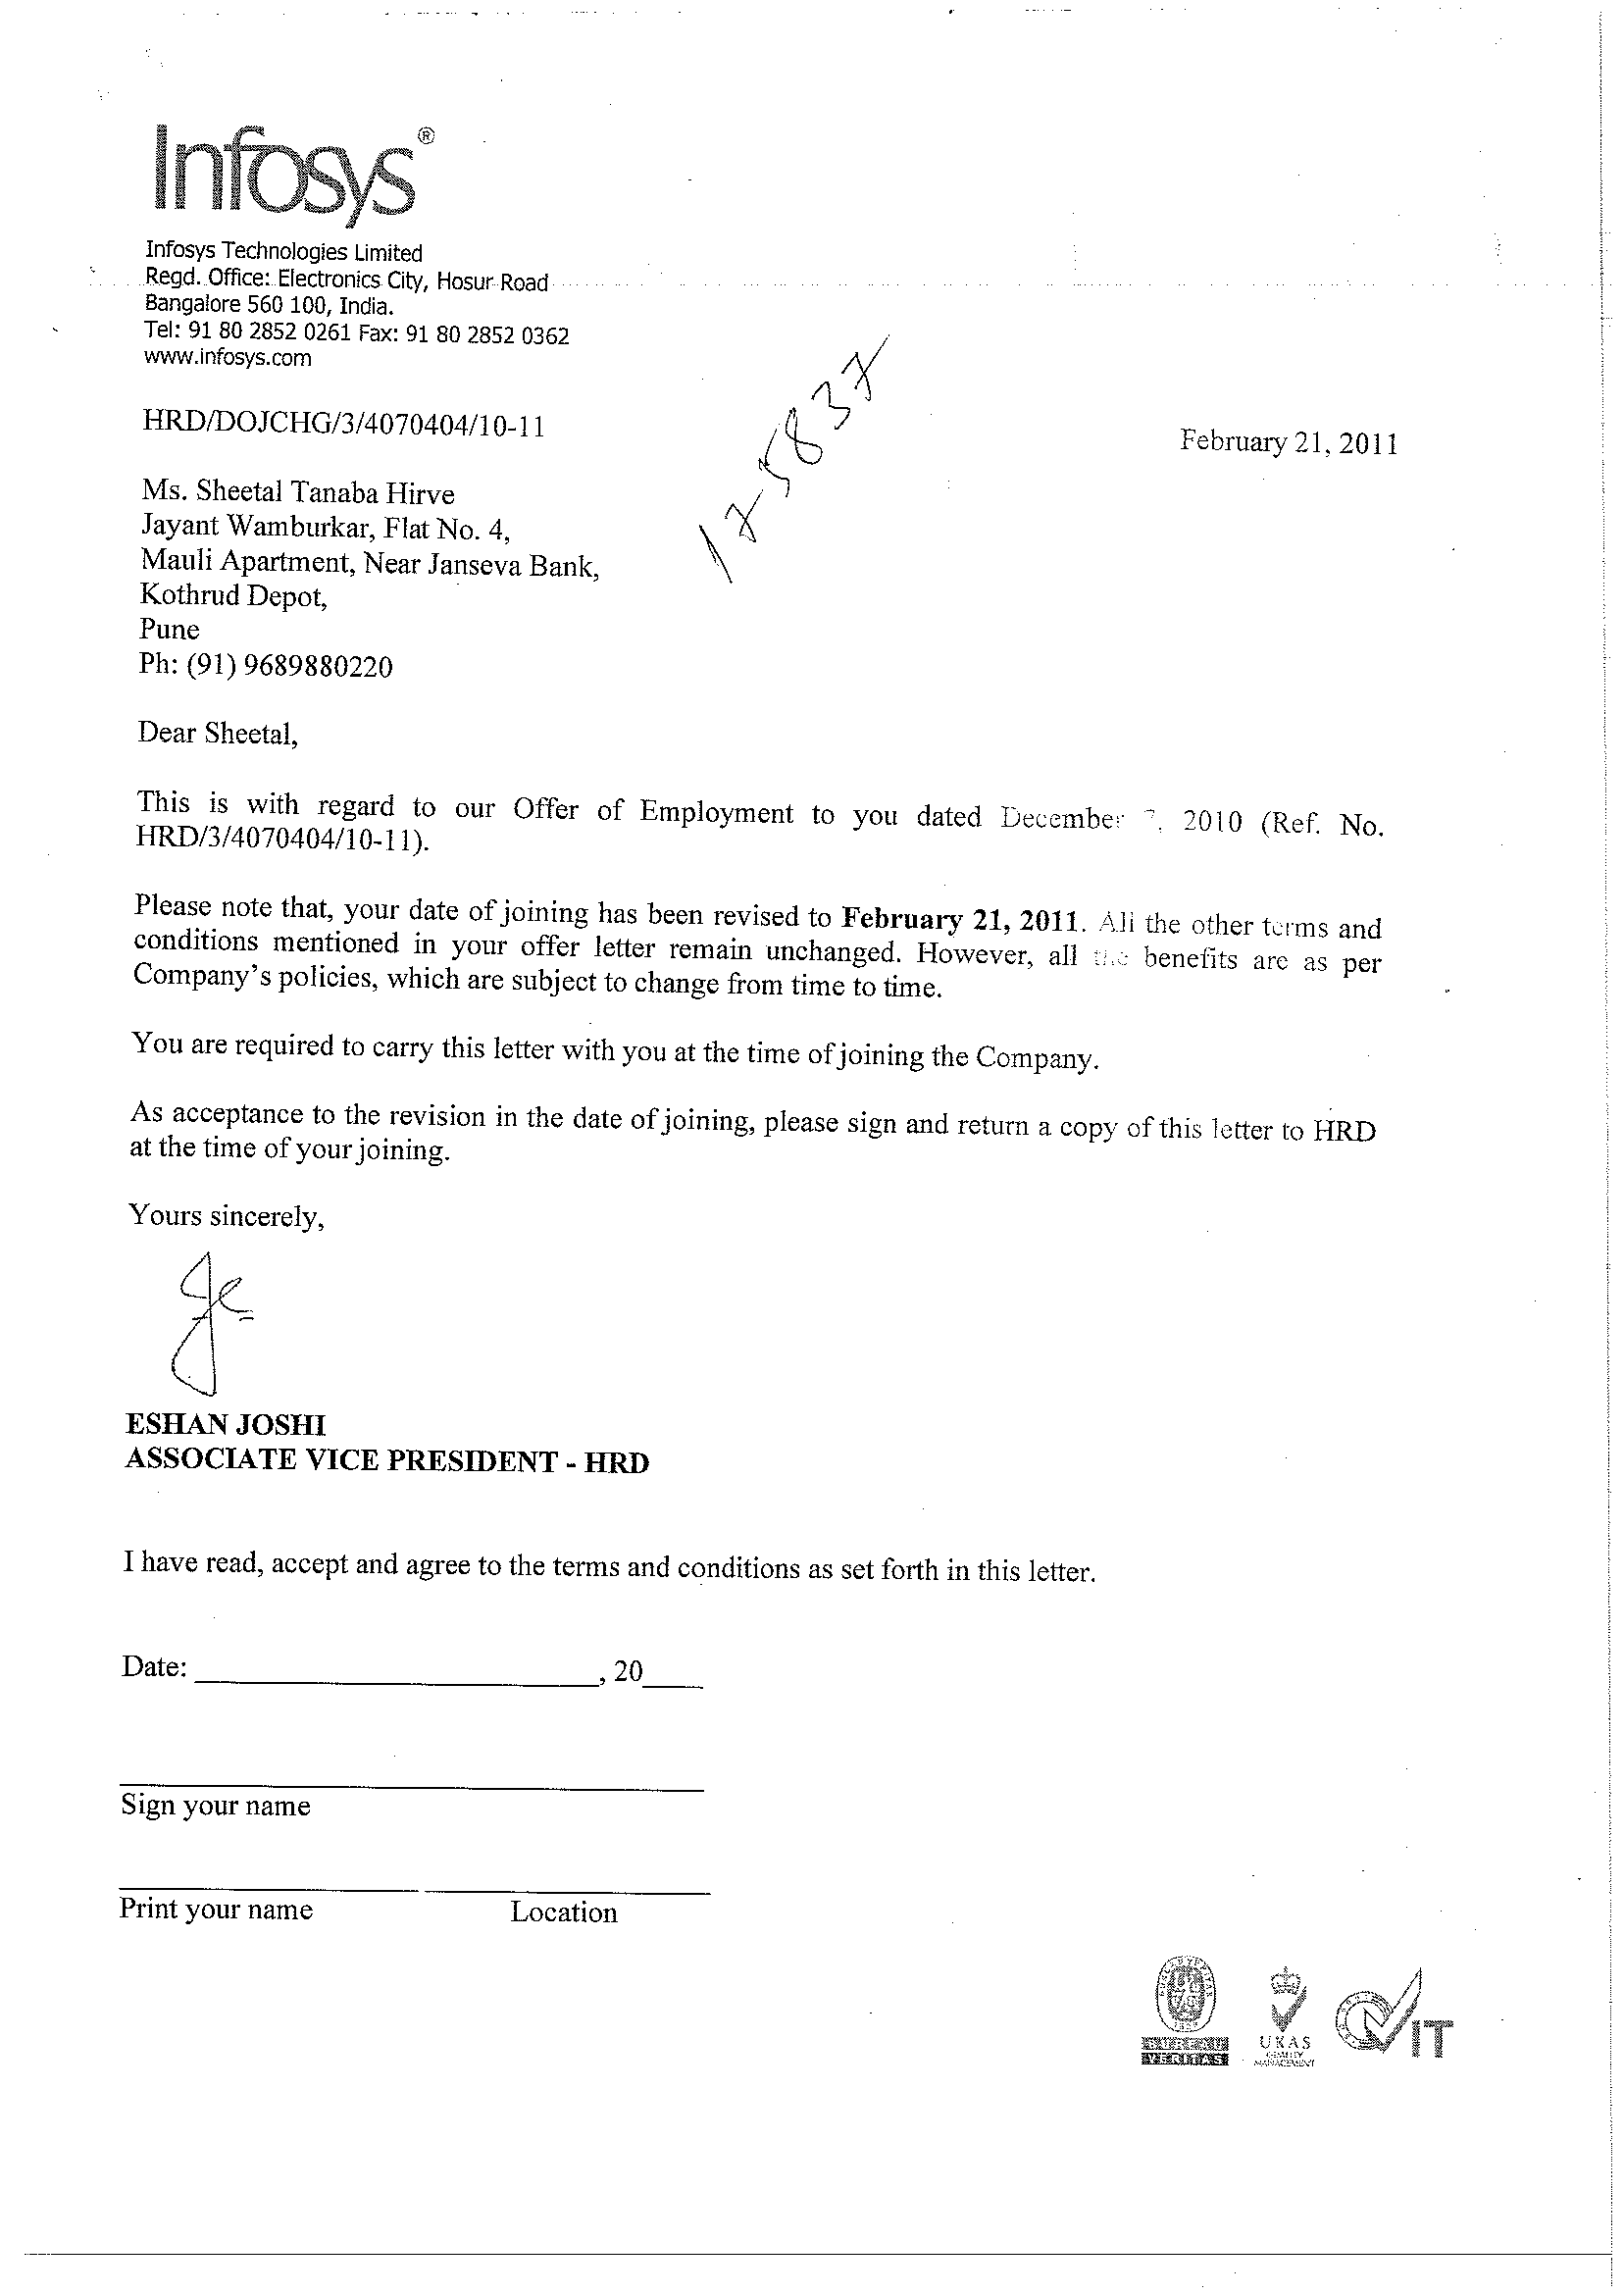 Infosys®
Infosys Technologies Limited
Regd. Office: Electronics City, Hosur Road
Bangalore 560 100, India.
Tel: 91 80 2852 0261 Fax: 91 80 2852 0362
www.infosys.com
HRD/DOJCHG/3/4070404/10-11
February 21, 2011
Ms. Sheetal Tanaba Hirve
Jayant Wamburkar, Flat No. 4,
Mauli Apartment, Near Janseva Bank,
Kothrud Depot,
Pune
Ph: (91) 9689880220
Dear Sheetal,
This is with regard to our Offer of Employment to you dated December 2010 (Ref. No.
HRD/3/4070404/10-11).
Please note that, your date of joining has been revised to February 21, 2011. All the other terms and
conditions mentioned in your offer letter remain unchanged. However, all the benefits are as per
Company's policies, which are subject to change from time to time.
You are required to carry this letter with you at the time of joining the Company.
As acceptance to the revision in the date of joining, please sign and return a copy of this letter to HRD
at the time of your joining.
Yours sincerely,
ESHAN JOSHI
ASSOCIATE VICE PRESIDENT - HRD
I have read, accept and agree to the terms and conditions as set forth in this letter.
Date: , 20
Sign your name
Print your name Location
BUREAU
VERITAS
UKAS
QUALITY
MANAGEMENT
IT